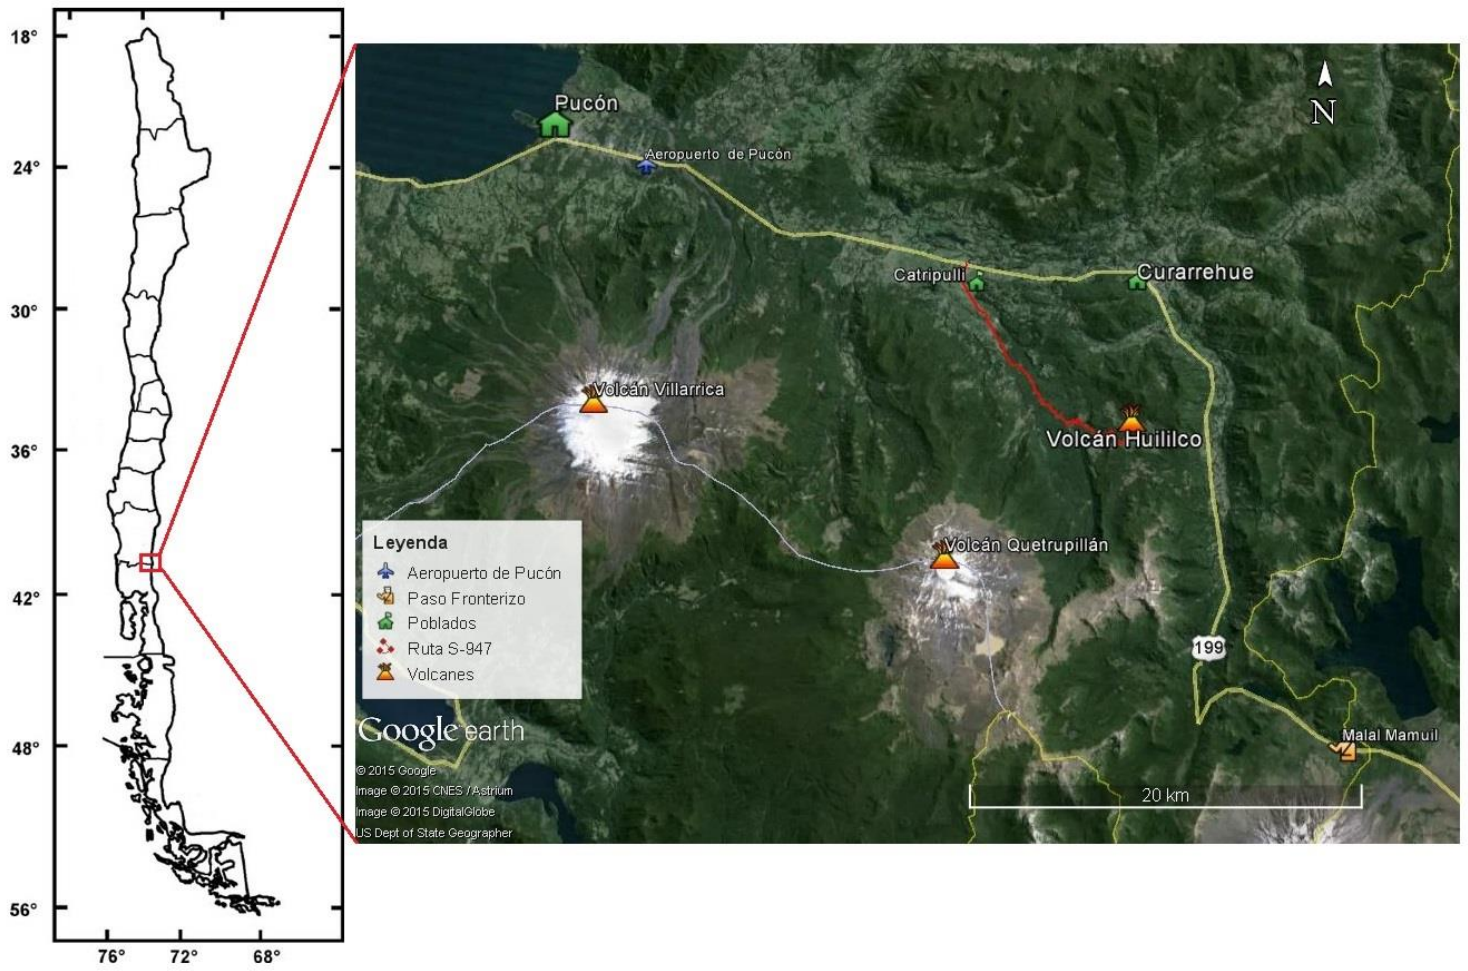 18°
24°
30°
36°
42°
48°
56°
76° 72° 68°
Pucón
N
Aeropuerto de Pucón
Catripulli
Curarrehue
Volcán Villarrica
Volcán Huililco
Volcán Quetrupillán
Leyenda
Aeropuerto de Pucón
Paso Fronterizo
Poblados
Ruta S-947
Volcanes
199
Google earth
Malal Mamuil
© 2015 Google
Image © 2015 CNES / Astrium
Image © 2015 DigitalGlobe
US Dept of State Geographer
20 km